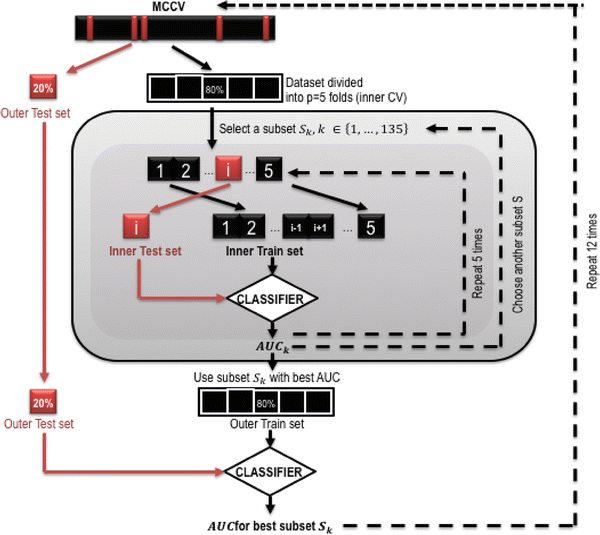 MCCV
20%
Outer Test set
80%
Dataset divided
into p=5 folds (inner CV)
Select a subset S_k, k ∈ {1, ..., 135}
1 2 ... i ... 5
i
Inner Test set
1 2 ... i-1 i+1 ... 5
Inner Train set
CLASSIFIER
AUC_k
Repeat 5 times
Choose another subset S
Repeat 12 times
Use subset S_k with best AUC
80%
Outer Train set
20%
Outer Test set
CLASSIFIER
AUC for best subset S_k